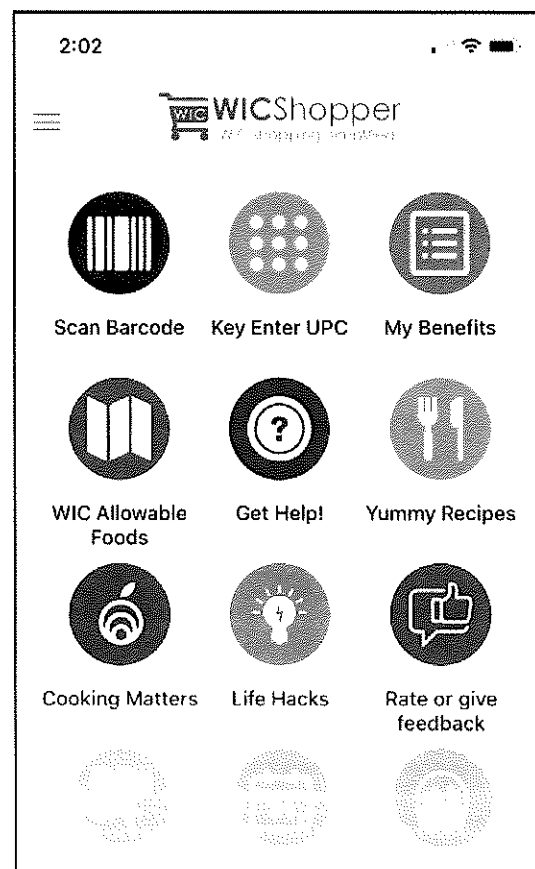 2:02
WIC
WICShopper
Scan Barcode
Key Enter UPC
My Benefits
WIC Allowable
Foods
?
Get Help!
Yummy Recipes
Cooking Matters
Life Hacks
Rate or give
feedback